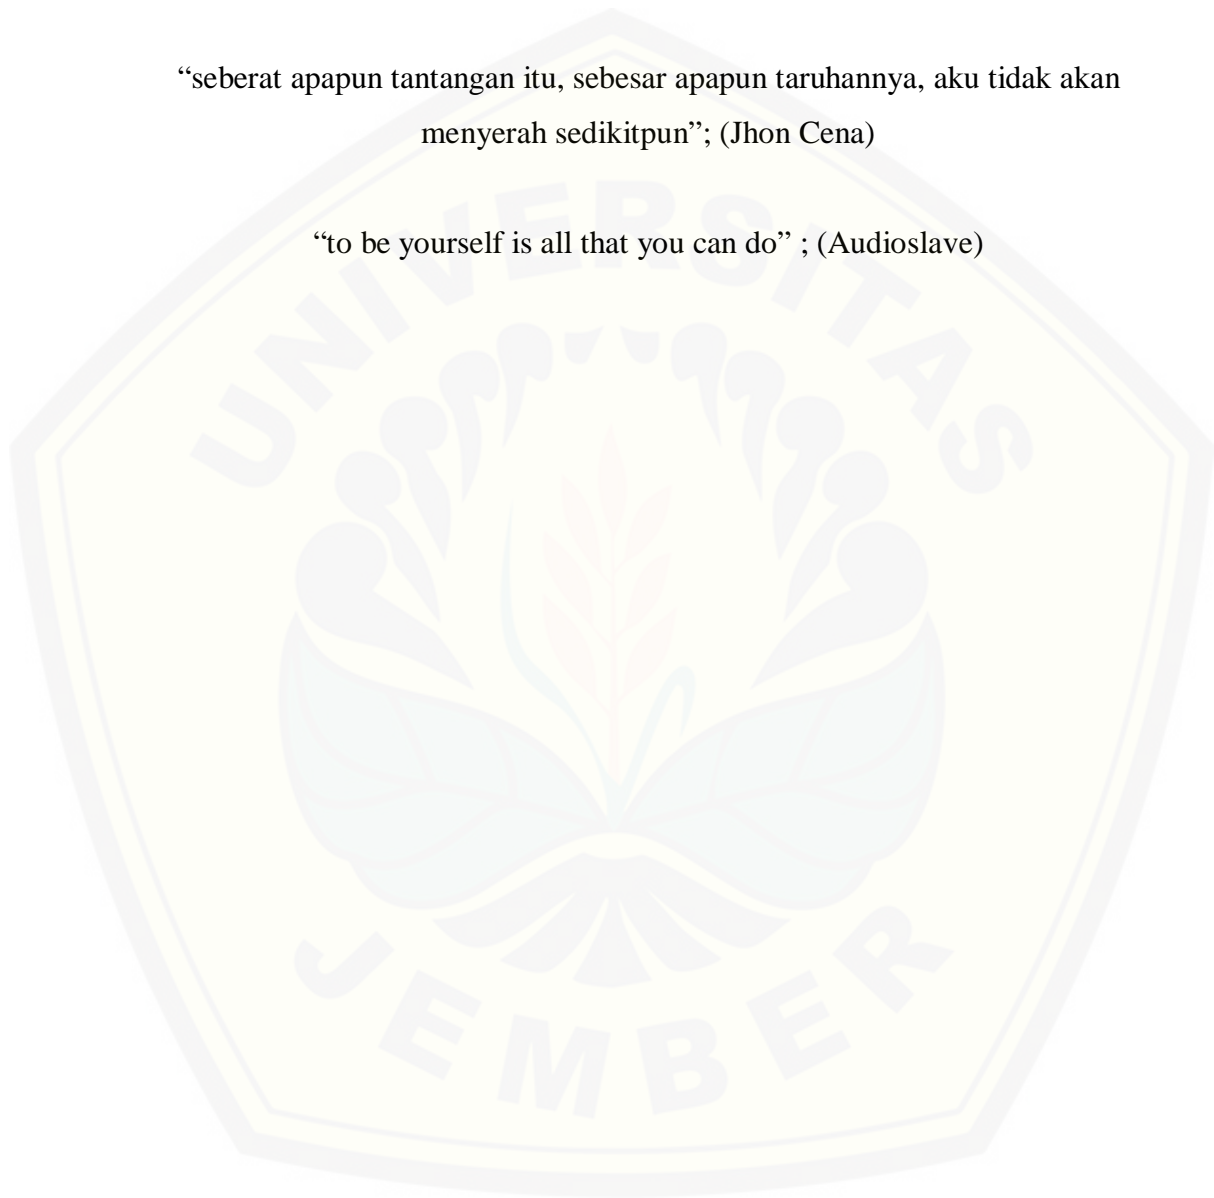 “seberat apapun tantangan itu, sebesar apapun taruhannya, aku tidak akan
menyerah sedikitpun”; (Jhon Cena)
“to be yourself is all that you can do” ; (Audioslave)
UNIVERSITAS
JEMBER